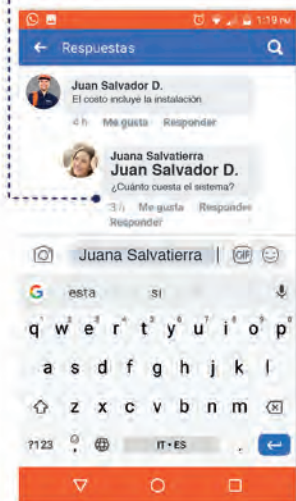 1:19 PM
Respuestas
Juan Salvador D.
El costo incluye la instalación
4 h Me gusta Responder
Juana Salvatierra
Juan Salvador D.
¿Cuánto cuesta el sistema?
3 h Me gusta Responder
Responder
Juana Salvatierra GIF
G esta si
q w e r t y u i o p
a s d f g h j k l
z x c v b n m
?123 , IT • ES .